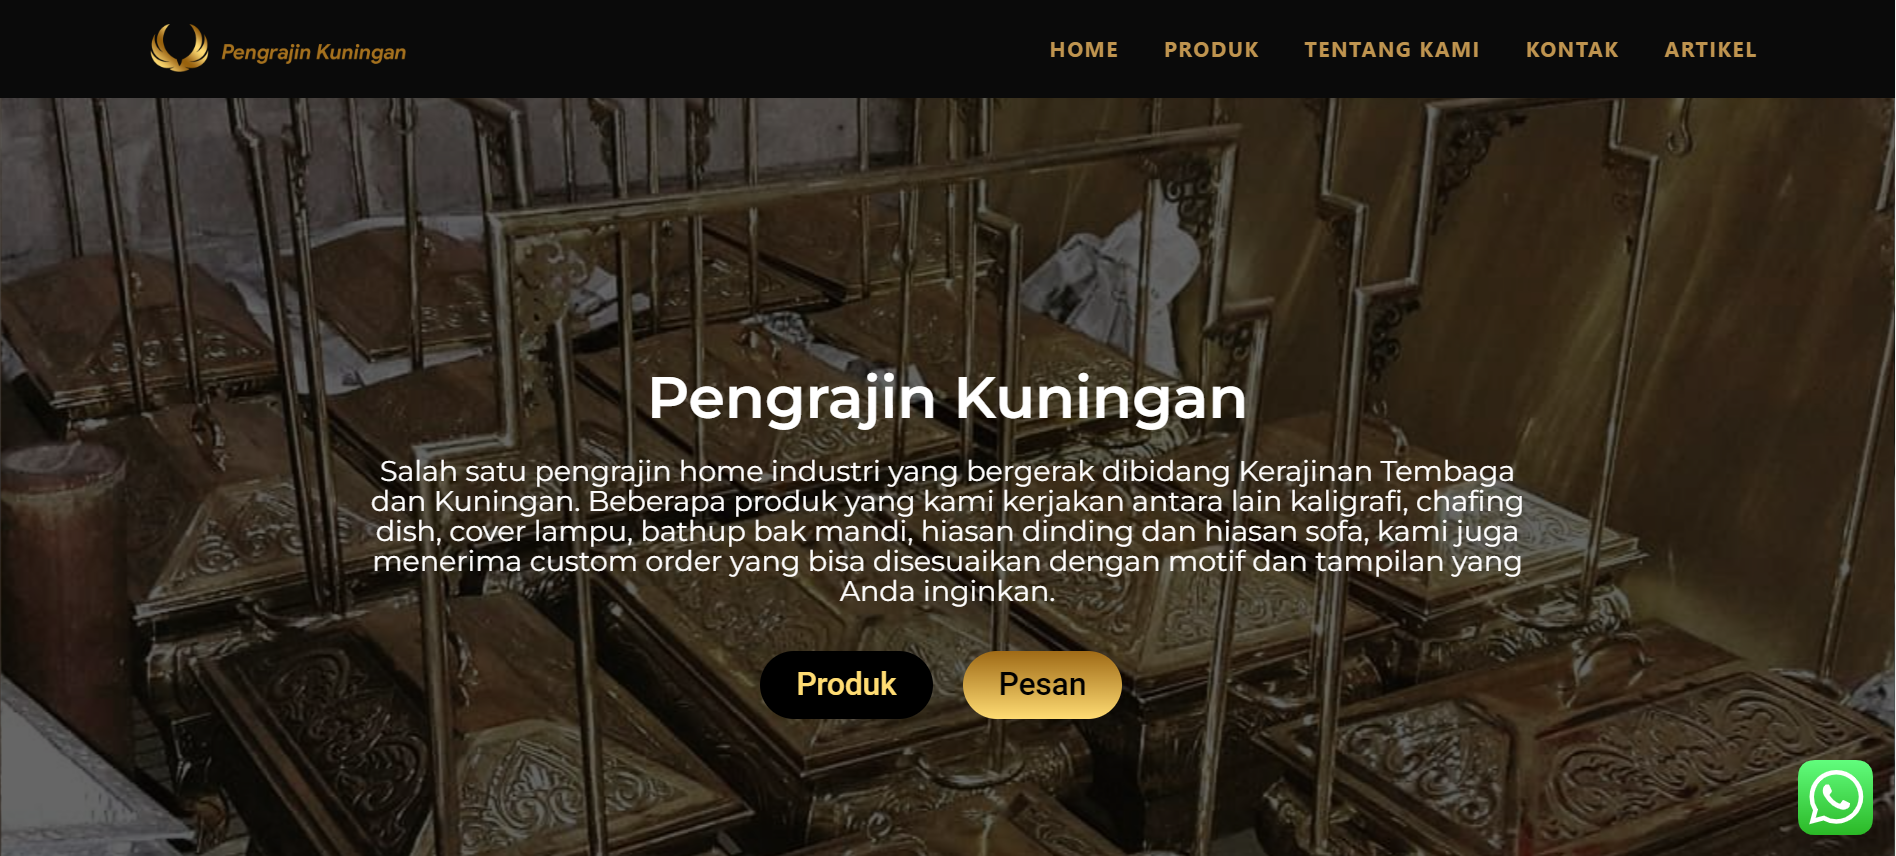 Pengrajin Kuningan
HOME
PRODUK
TENTANG KAMI
KONTAK
ARTIKEL
Pengrajin Kuningan
Salah satu pengrajin home industri yang bergerak dibidang Kerajinan Tembaga
dan Kuningan. Beberapa produk yang kami kerjakan antara lain kaligrafi, chafing
dish, cover lampu, bathup bak mandi, hiasan dinding dan hiasan sofa, kami juga
menerima custom order yang bisa disesuaikan dengan motif dan tampilan yang
Anda inginkan.
Produk
Pesan